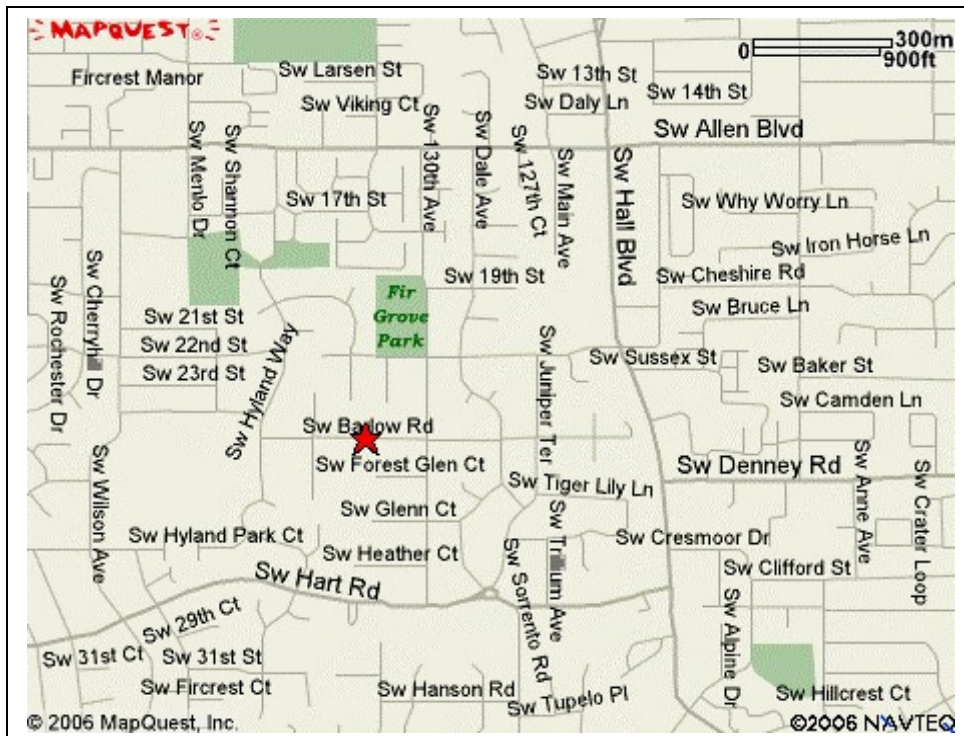 MAPQUEST®
300m
0
900ft
Sw Larsen St
Fircrest Manor
Sw 13th St
Sw 14th St
Sw Viking Ct
Sw Daly Ln
Sw Allen Blvd
Sw Menlo Dr
Sw Shannon Ct
Sw 130th Ave
Sw Dale Ave
Sw 127th Ct
Sw Main Ave
Sw Hall Blvd
Sw 17th St
Sw Why Worry Ln
Sw Iron Horse Ln
Sw 19th St
Sw Cheshire Rd
Sw Rochester Dr
Sw Cherryhill Dr
Fir
Grove
Park
Sw Bruce Ln
Sw 21st St
Sw 22nd St
Sw 23rd St
Sw Hyland Way
Sw Juniper Ter
Sw Sussex St
Sw Baker St
Sw Camden Ln
Sw Barlow Rd
Sw Forest Glen Ct
Sw Denney Rd
Sw Wilson Ave
Sw Tiger Lily Ln
Sw Anne Ave
Sw Crater Loop
Sw Glenn Ct
Sw Hyland Park Ct
Sw Cresmoor Dr
Sw Heather Ct
Sw Trillium Ave
Sw Sorrento Rd
Sw Hart Rd
Sw Clifford St
Sw 29th Ct
Sw Alpine Dr
Sw 31st Ct
Sw 31st St
Sw Fircrest Ct
Sw Hanson Rd
Sw Tupelo Pl
Sw Hillcrest Ct
© 2006 MapQuest, Inc.
©2006 NAVTEQ